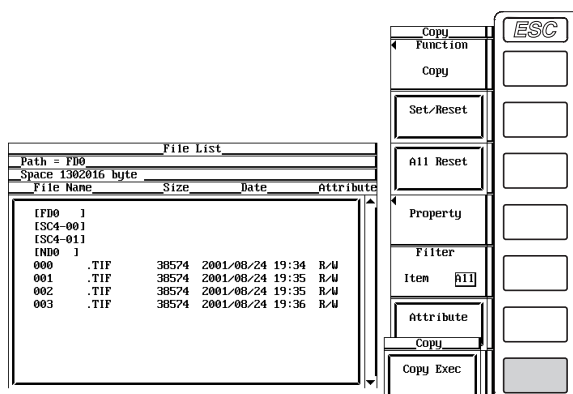 File List
Path = FD0
Space 1302016 byte
File Name Size Date Attribute
[FD0 ]
[SC4-00]
[SC4-01]
[ND0 ]
000 .TIF 38574 2001/08/24 19:34 R/W
001 .TIF 38574 2001/08/24 19:35 R/W
002 .TIF 38574 2001/08/24 19:35 R/W
003 .TIF 38574 2001/08/24 19:36 R/W
Copy
Function
Copy
Set/Reset
All Reset
Property
Filter
Item All
Attribute
Copy
Copy Exec
ESC